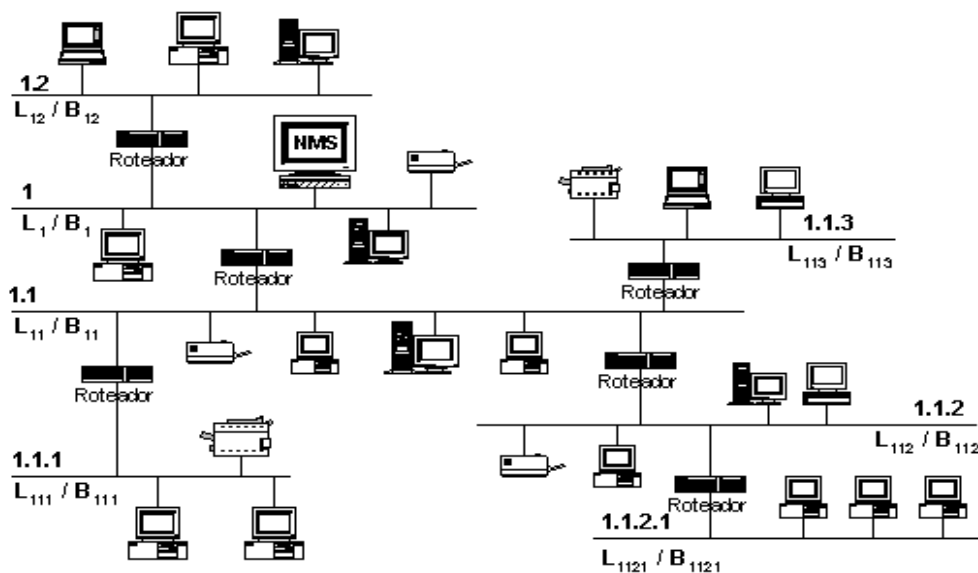 1.2
L12 / B12
Roteador
NMS
1
L1 / B1
Roteador
1.1.3
L113 / B113
Roteador
1.1
L11 / B11
Roteador
Roteador
1.1.2
L112 / B112
1.1.1
L111 / B111
Roteador
1.1.2.1
L1121 / B1121